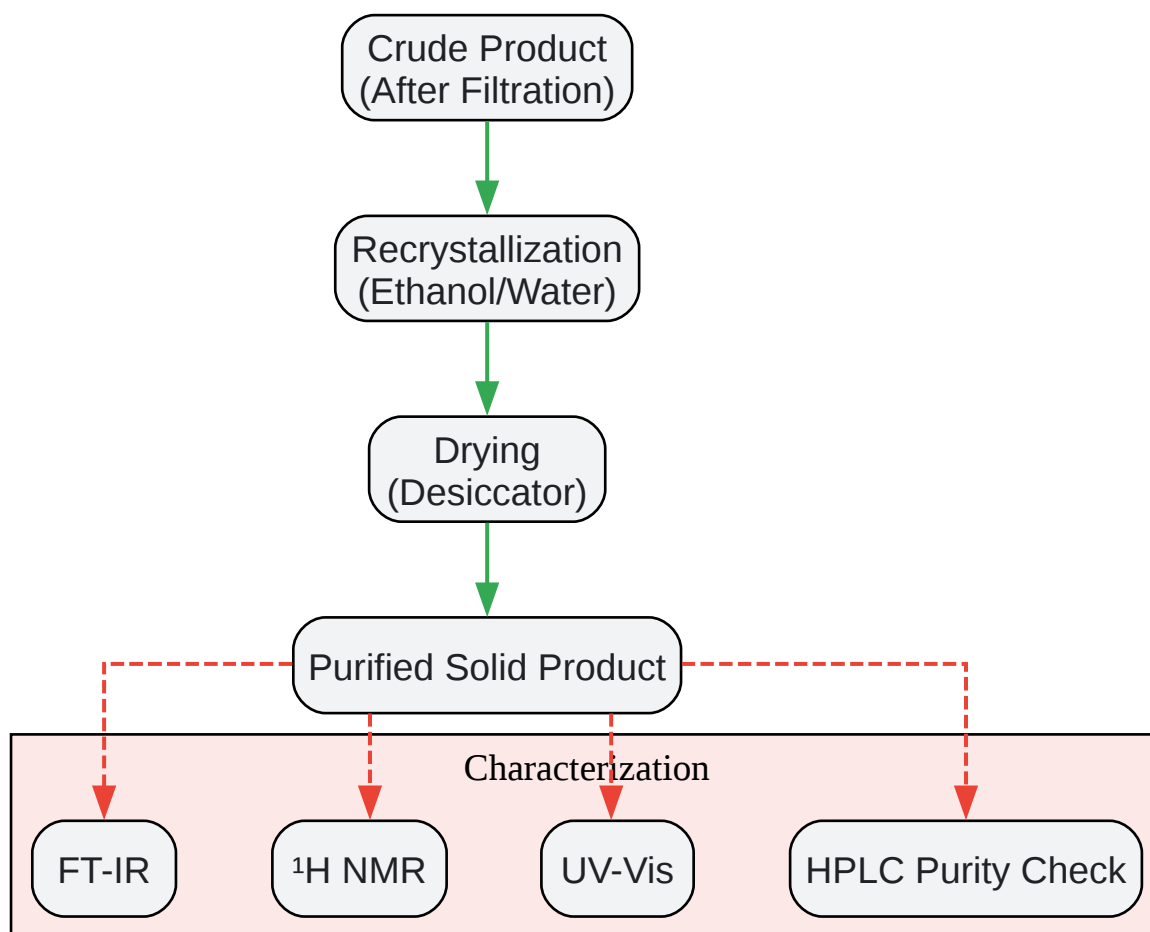 Crude Product
(After Filtration)
Recrystallization
(Ethanol/Water)
Drying
(Desiccator)
Purified Solid Product
Characterization
FT-IR
¹H NMR
UV-Vis
HPLC Purity Check